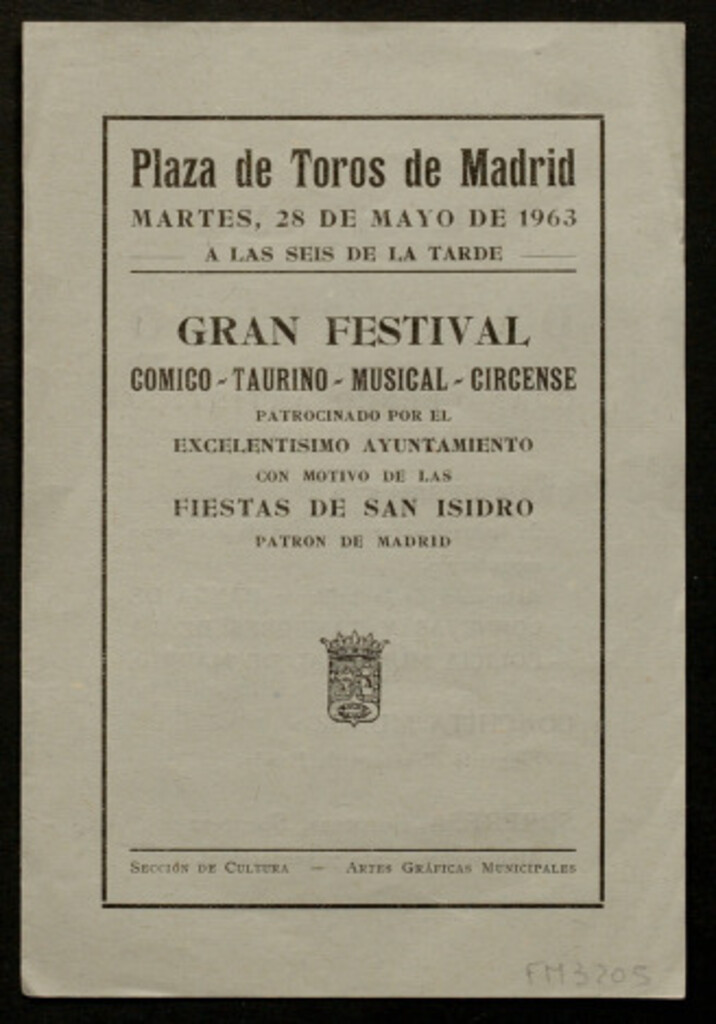 Plaza de Toros de Madrid
MARTES, 28 DE MAYO DE 1963
A LAS SEIS DE LA TARDE
GRAN FESTIVAL
COMICO - TAURINO - MUSICAL - CIRCENSE
PATROCINADO POR EL
EXCELENTISIMO AYUNTAMIENTO
CON MOTIVO DE LAS
FIESTAS DE SAN ISIDRO
PATRON DE MADRID
SECCIÓN DE CULTURA — ARTES GRÁFICAS MUNICIPALES
FM3205